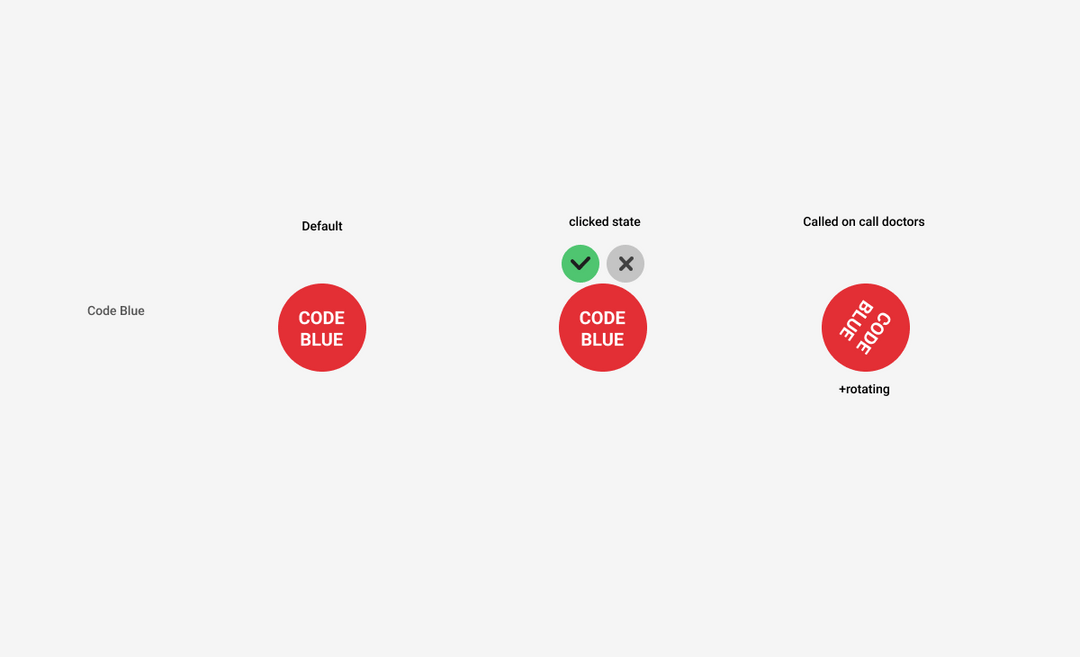 Default
clicked state
Called on call doctors
Code Blue
CODE
BLUE
CODE
BLUE
CODE
BLUE
+rotating